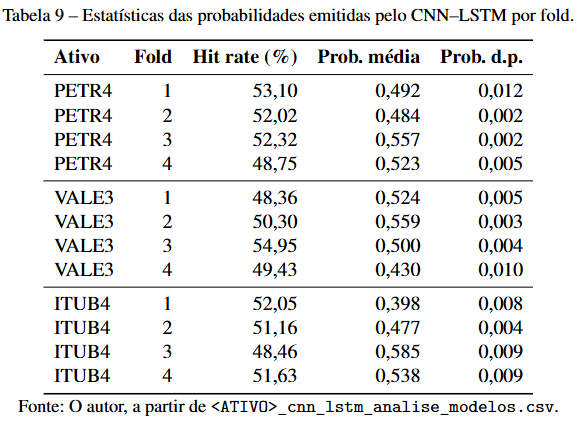 Tabela 9 – Estatísticas das probabilidades emitidas pelo CNN–LSTM por fold.
Ativo Fold Hit rate (%) Prob. média Prob. d.p.
PETR4 1 53,10 0,492 0,012
PETR4 2 52,02 0,484 0,002
PETR4 3 52,32 0,557 0,002
PETR4 4 48,75 0,523 0,005
VALE3 1 48,36 0,524 0,005
VALE3 2 50,30 0,559 0,003
VALE3 3 54,95 0,500 0,004
VALE3 4 49,43 0,430 0,010
ITUB4 1 52,05 0,398 0,008
ITUB4 2 51,16 0,477 0,004
ITUB4 3 48,46 0,585 0,009
ITUB4 4 51,63 0,538 0,009
Fonte: O autor, a partir de <ATIVO>_cnn_lstm_analise_modelos.csv.